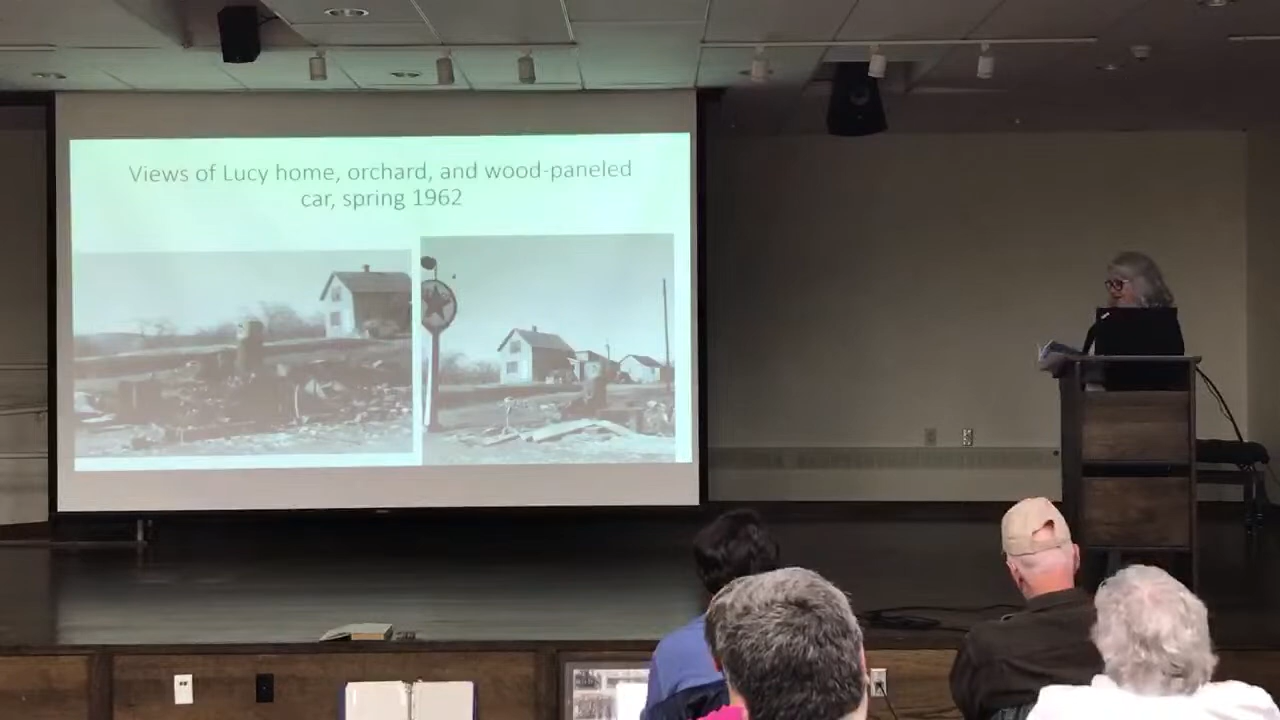 Views of Lucy home, orchard, and wood-paneled
car, spring 1962